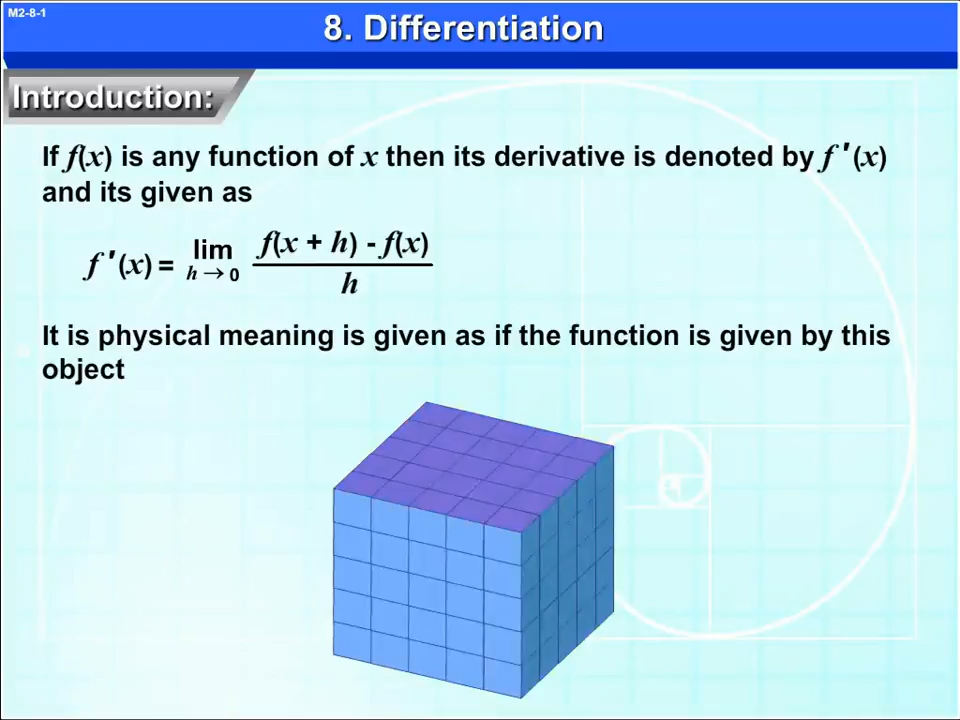 M2-8-1
8. Differentiation
Introduction:
If f(x) is any function of x then its derivative is denoted by f ′(x)
and its given as
f ′(x) = lim h → 0 f(x + h) - f(x) / h
It is physical meaning is given as if the function is given by this
object